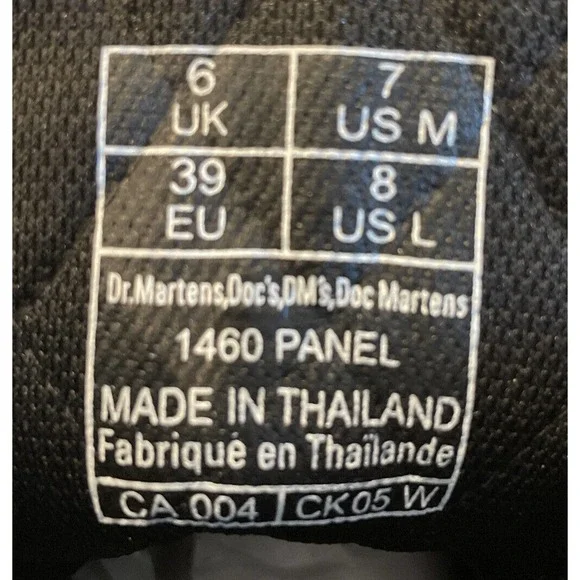 6 7
UK US M
39 8
EU US L
Dr.Martens,Doc's,DM's,Doc Martens
1460 PANEL
MADE IN THAILAND
Fabriqué en Thaïlande
CA 004 CK05 W